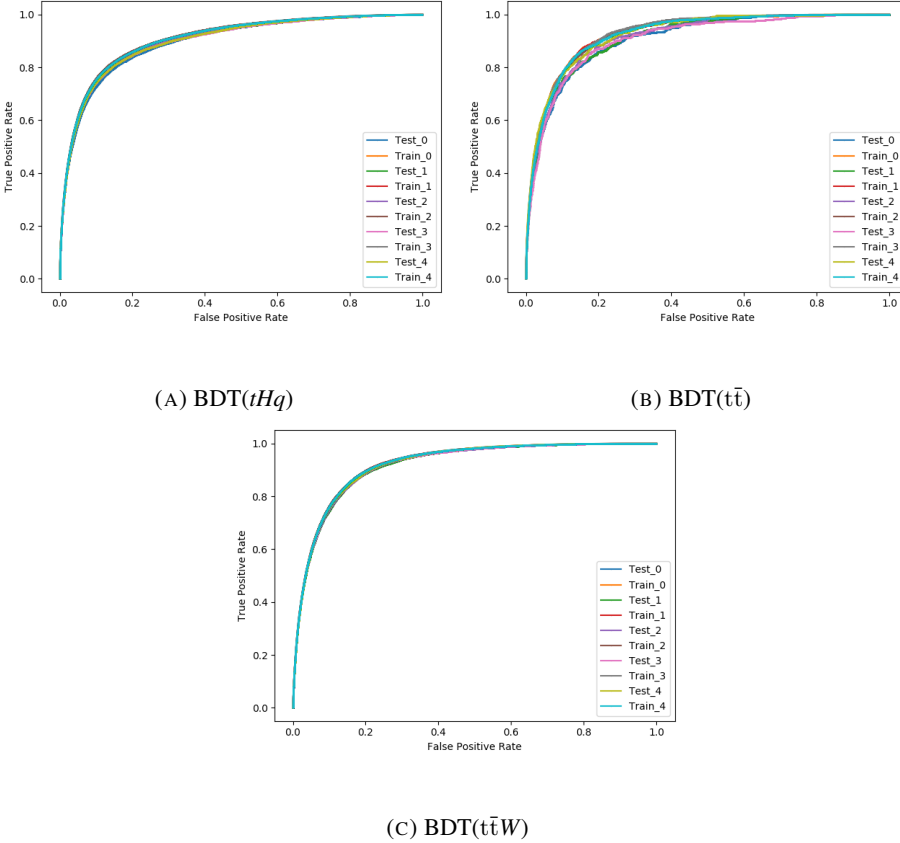 1.0
0.8
0.6
0.4
0.2
0.0
True Positive Rate
0.0 0.2 0.4 0.6 0.8 1.0
False Positive Rate
Test_0
Train_0
Test_1
Train_1
Test_2
Train_2
Test_3
Train_3
Test_4
Train_4
(A) BDT(tHq)
1.0
0.8
0.6
0.4
0.2
0.0
True Positive Rate
0.0 0.2 0.4 0.6 0.8 1.0
False Positive Rate
Test_0
Train_0
Test_1
Train_1
Test_2
Train_2
Test_3
Train_3
Test_4
Train_4
(B) BDT(tt̄)
1.0
0.8
0.6
0.4
0.2
0.0
True Positive Rate
0.0 0.2 0.4 0.6 0.8 1.0
False Positive Rate
Test_0
Train_0
Test_1
Train_1
Test_2
Train_2
Test_3
Train_3
Test_4
Train_4
(C) BDT(tt̄W)